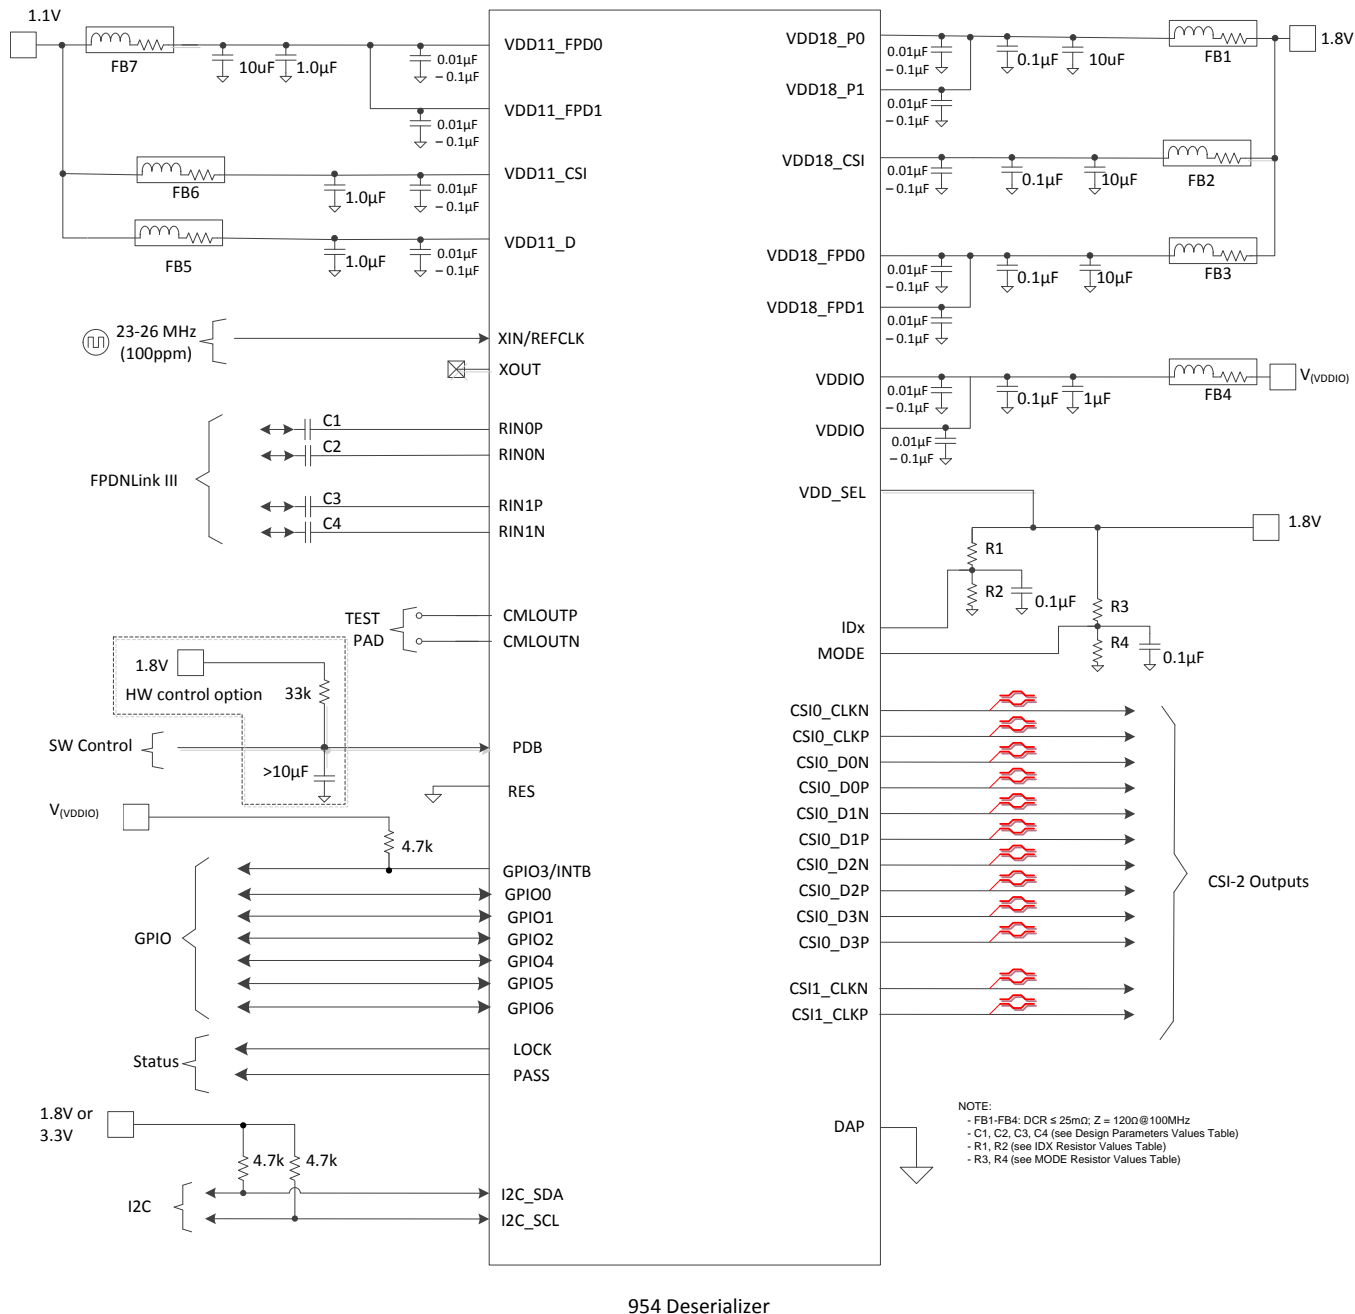 1.1V
FB7
10uF
1.0µF
0.01µF
– 0.1µF
VDD11_FPD0
0.01µF
– 0.1µF
VDD11_FPD1
FB6
1.0µF
0.01µF
– 0.1µF
VDD11_CSI
FB5
1.0µF
0.01µF
– 0.1µF
VDD11_D
23-26 MHz
(100ppm)
XIN/REFCLK
XOUT
FPDNLink III
C1
RIN0P
C2
RIN0N
C3
RIN1P
C4
RIN1N
TEST
PAD
CMLOUTP
CMLOUTN
1.8V
HW control option
33k
SW Control
PDB
>10µF
RES
V(VDDIO)
4.7k
GPIO3/INTB
GPIO0
GPIO1
GPIO
GPIO2
GPIO4
GPIO5
GPIO6
Status
LOCK
PASS
1.8V or
3.3V
4.7k
4.7k
I2C
I2C_SDA
I2C_SCL
VDD18_P0
0.01µF
– 0.1µF
0.1µF
10uF
FB1
1.8V
VDD18_P1
0.01µF
– 0.1µF
VDD18_CSI
0.01µF
– 0.1µF
0.1µF
10µF
FB2
VDD18_FPD0
0.01µF
– 0.1µF
0.1µF
10µF
FB3
VDD18_FPD1
0.01µF
– 0.1µF
VDDIO
0.01µF
– 0.1µF
0.1µF
1µF
FB4
V(VDDIO)
VDDIO
0.01µF
– 0.1µF
VDD_SEL
1.8V
R1
R2
0.1µF
R3
R4
0.1µF
IDx
MODE
CSI0_CLKN
CSI0_CLKP
CSI0_D0N
CSI0_D0P
CSI0_D1N
CSI0_D1P
CSI0_D2N
CSI0_D2P
CSI0_D3N
CSI0_D3P
CSI1_CLKN
CSI1_CLKP
CSI-2 Outputs
DAP
NOTE:
- FB1-FB4: DCR ≤ 25mΩ; Z = 120Ω@100MHz
- C1, C2, C3, C4 (see Design Parameters Values Table)
- R1, R2 (see IDX Resistor Values Table)
- R3, R4 (see MODE Resistor Values Table)
954 Deserializer